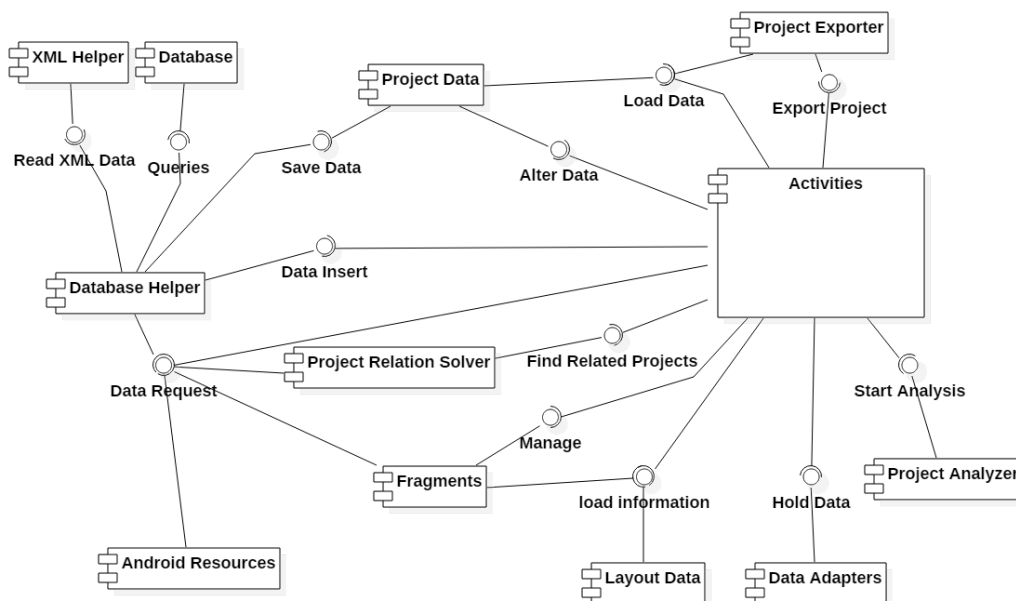 Project Exporter
XML Helper
Database
Project Data
Load Data
Export Project
Read XML Data
Queries
Save Data
Alter Data
Activities
Data Insert
Database Helper
Project Relation Solver
Find Related Projects
Data Request
Start Analysis
Manage
Fragments
load information
Hold Data
Project Analyzer
Android Resources
Layout Data
Data Adapters